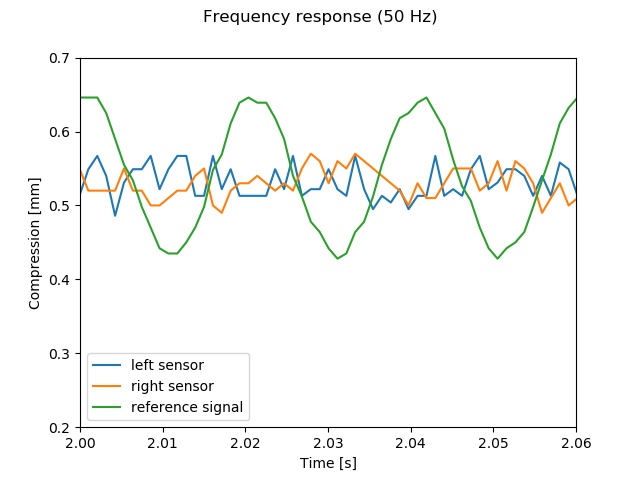 Frequency response (50 Hz)
0.7
0.6
0.5
0.4
0.3
0.2
Compression [mm]
left sensor
right sensor
reference signal
2.00 2.01 2.02 2.03 2.04 2.05 2.06
Time [s]